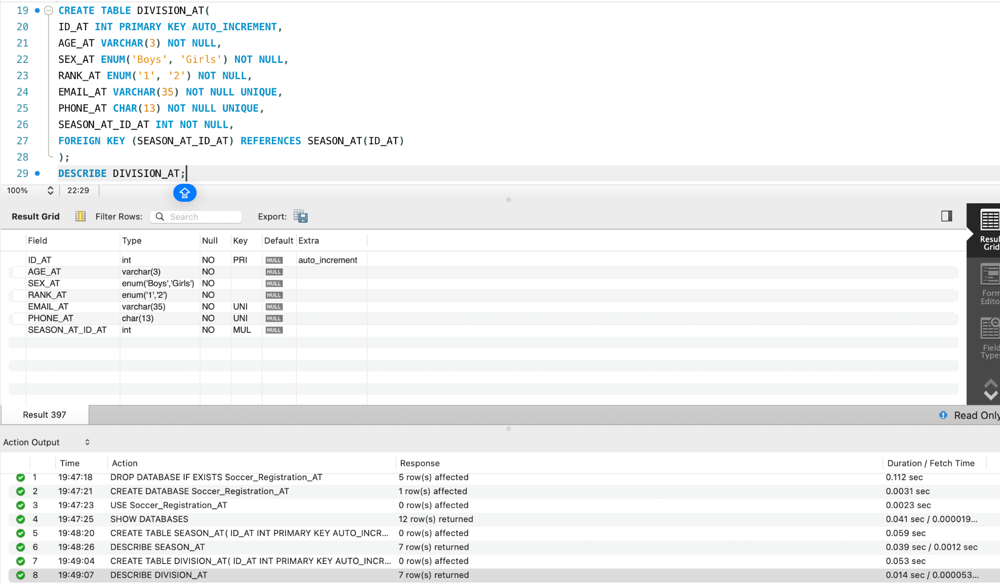 19 CREATE TABLE DIVISION_AT(
20 ID_AT INT PRIMARY KEY AUTO_INCREMENT,
21 AGE_AT VARCHAR(3) NOT NULL,
22 SEX_AT ENUM('Boys', 'Girls') NOT NULL,
23 RANK_AT ENUM('1', '2') NOT NULL,
24 EMAIL_AT VARCHAR(35) NOT NULL UNIQUE,
25 PHONE_AT CHAR(13) NOT NULL UNIQUE,
26 SEASON_AT_ID_AT INT NOT NULL,
27 FOREIGN KEY (SEASON_AT_ID_AT) REFERENCES SEASON_AT(ID_AT)
28 );
29 DESCRIBE DIVISION_AT;
100% 22:29
Result Grid Filter Rows: Search Export:
Field Type Null Key Default Extra
ID_AT int NO PRI NULL auto_increment
AGE_AT varchar(3) NO NULL
SEX_AT enum('Boys','Girls') NO NULL
RANK_AT enum('1','2') NO NULL
EMAIL_AT varchar(35) NO UNI NULL
PHONE_AT char(13) NO UNI NULL
SEASON_AT_ID_AT int NO MUL NULL
Resul
Grid
Form
Edito
Field
Types
Result 397 Read Only
Action Output
Time Action Response Duration / Fetch Time
1 19:47:18 DROP DATABASE IF EXISTS Soccer_Registration_AT 5 row(s) affected 0.112 sec
2 19:47:21 CREATE DATABASE Soccer_Registration_AT 1 row(s) affected 0.0031 sec
3 19:47:23 USE Soccer_Registration_AT 0 row(s) affected 0.0023 sec
4 19:47:25 SHOW DATABASES 12 row(s) returned 0.041 sec / 0.000019...
5 19:48:20 CREATE TABLE SEASON_AT( ID_AT INT PRIMARY KEY AUTO_INCR... 0 row(s) affected 0.059 sec
6 19:48:26 DESCRIBE SEASON_AT 7 row(s) returned 0.039 sec / 0.0012 sec
7 19:49:04 CREATE TABLE DIVISION_AT( ID_AT INT PRIMARY KEY AUTO_INCR... 0 row(s) affected 0.053 sec
8 19:49:07 DESCRIBE DIVISION_AT 7 row(s) returned 0.014 sec / 0.000053...